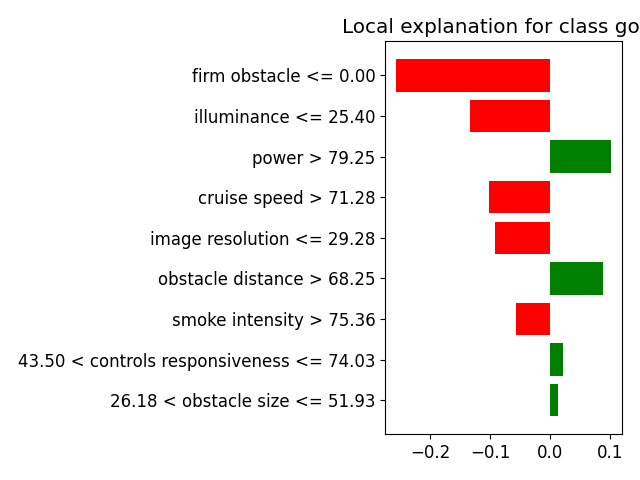 Local explanation for class go
firm obstacle <= 0.00
illuminance <= 25.40
power > 79.25
cruise speed > 71.28
image resolution <= 29.28
obstacle distance > 68.25
smoke intensity > 75.36
43.50 < controls responsiveness <= 74.03
26.18 < obstacle size <= 51.93
−0.2 −0.1 0.0 0.1